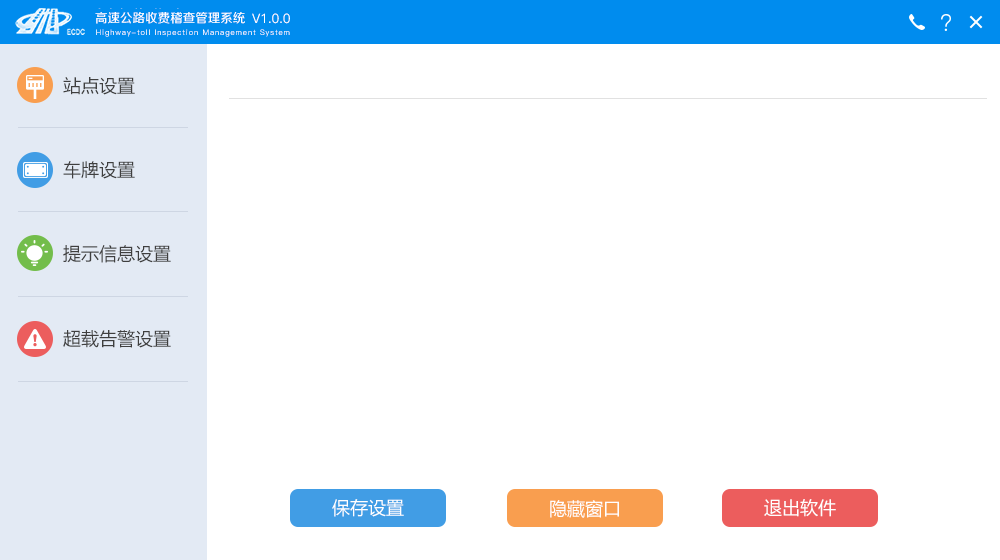 高速公路收费稽查管理系统 V1.0.0
Highway-toll Inspection Management System
ECDC
站点设置
车牌设置
提示信息设置
超载告警设置
保存设置
隐藏窗口
退出软件